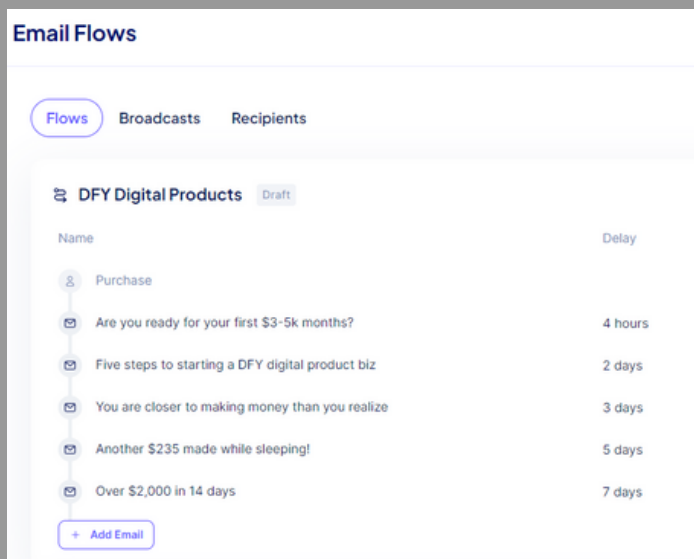 Email Flows
Flows Broadcasts Recipients
DFY Digital Products Draft
Name Delay
Purchase
Are you ready for your first $3-5k months? 4 hours
Five steps to starting a DFY digital product biz 2 days
You are closer to making money than you realize 3 days
Another $235 made while sleeping! 5 days
Over $2,000 in 14 days 7 days
+ Add Email